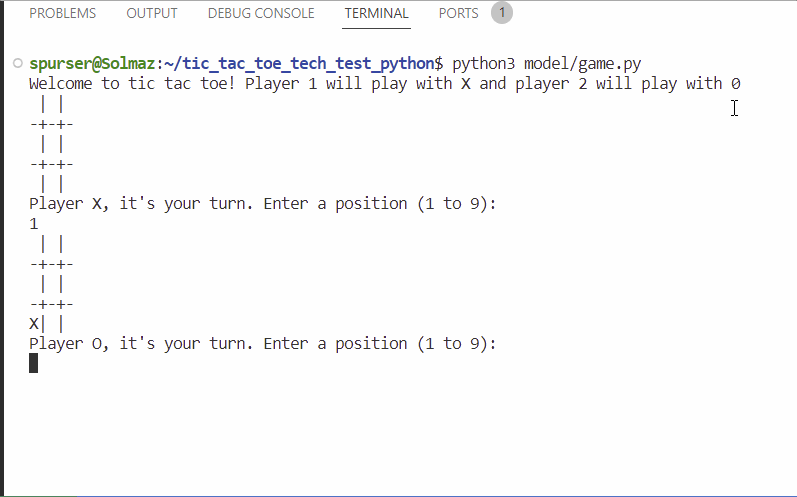 PROBLEMS OUTPUT DEBUG CONSOLE TERMINAL PORTS 1
spurser@Solmaz:~/tic_tac_toe_tech_test_python$ python3 model/game.py
Welcome to tic tac toe! Player 1 will play with X and player 2 will play with 0
 | |
-+-+-
 | |
-+-+-
 | |
Player X, it's your turn. Enter a position (1 to 9):
1
 | |
-+-+-
 | |
-+-+-
X| |
Player O, it's your turn. Enter a position (1 to 9):